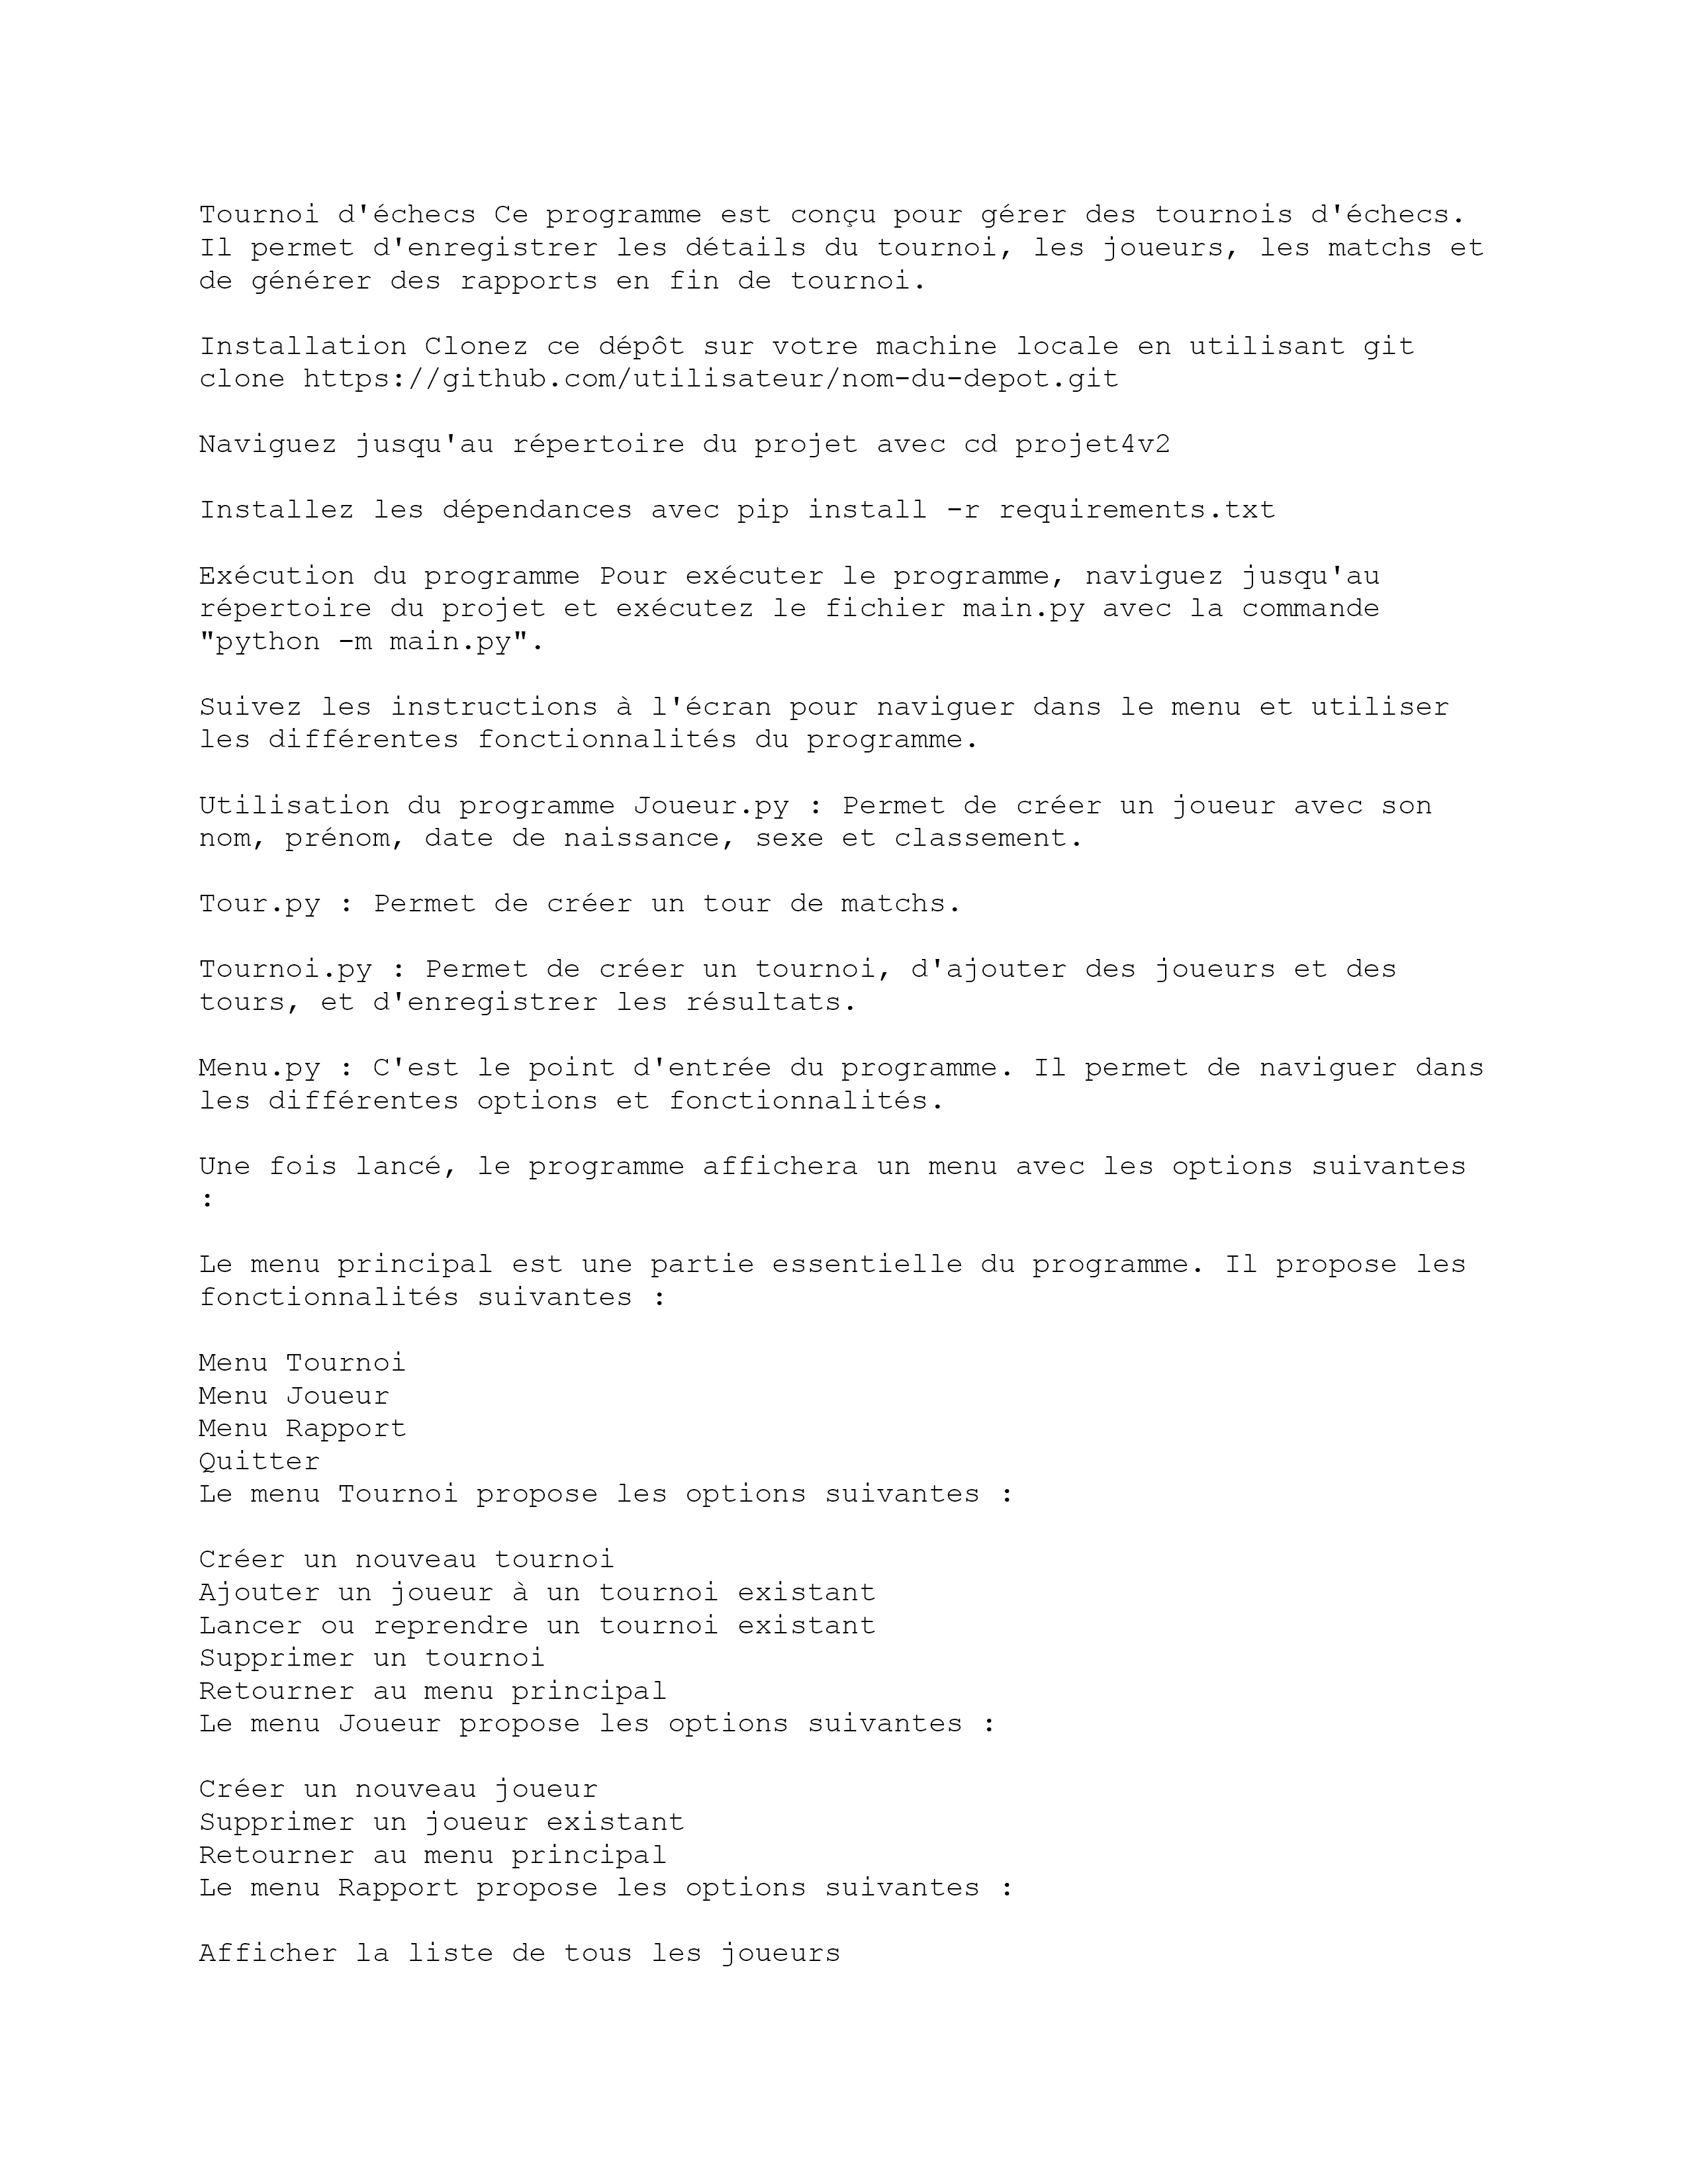 Tournoi d'échecs Ce programme est conçu pour gérer des tournois d'échecs.
Il permet d'enregistrer les détails du tournoi, les joueurs, les matchs et
de générer des rapports en fin de tournoi.
Installation Clonez ce dépôt sur votre machine locale en utilisant git
clone https://github.com/utilisateur/nom-du-depot.git
Naviguez jusqu'au répertoire du projet avec cd projet4v2
Installez les dépendances avec pip install -r requirements.txt
Exécution du programme Pour exécuter le programme, naviguez jusqu'au
répertoire du projet et exécutez le fichier main.py avec la commande
"python -m main.py".
Suivez les instructions à l'écran pour naviguer dans le menu et utiliser
les différentes fonctionnalités du programme.
Utilisation du programme Joueur.py : Permet de créer un joueur avec son
nom, prénom, date de naissance, sexe et classement.
Tour.py : Permet de créer un tour de matchs.
Tournoi.py : Permet de créer un tournoi, d'ajouter des joueurs et des
tours, et d'enregistrer les résultats.
Menu.py : C'est le point d'entrée du programme. Il permet de naviguer dans
les différentes options et fonctionnalités.
Une fois lancé, le programme affichera un menu avec les options suivantes
:
Le menu principal est une partie essentielle du programme. Il propose les
fonctionnalités suivantes :
Menu Tournoi
Menu Joueur
Menu Rapport
Quitter
Le menu Tournoi propose les options suivantes :
Créer un nouveau tournoi
Ajouter un joueur à un tournoi existant
Lancer ou reprendre un tournoi existant
Supprimer un tournoi
Retourner au menu principal
Le menu Joueur propose les options suivantes :
Créer un nouveau joueur
Supprimer un joueur existant
Retourner au menu principal
Le menu Rapport propose les options suivantes :
Afficher la liste de tous les joueurs